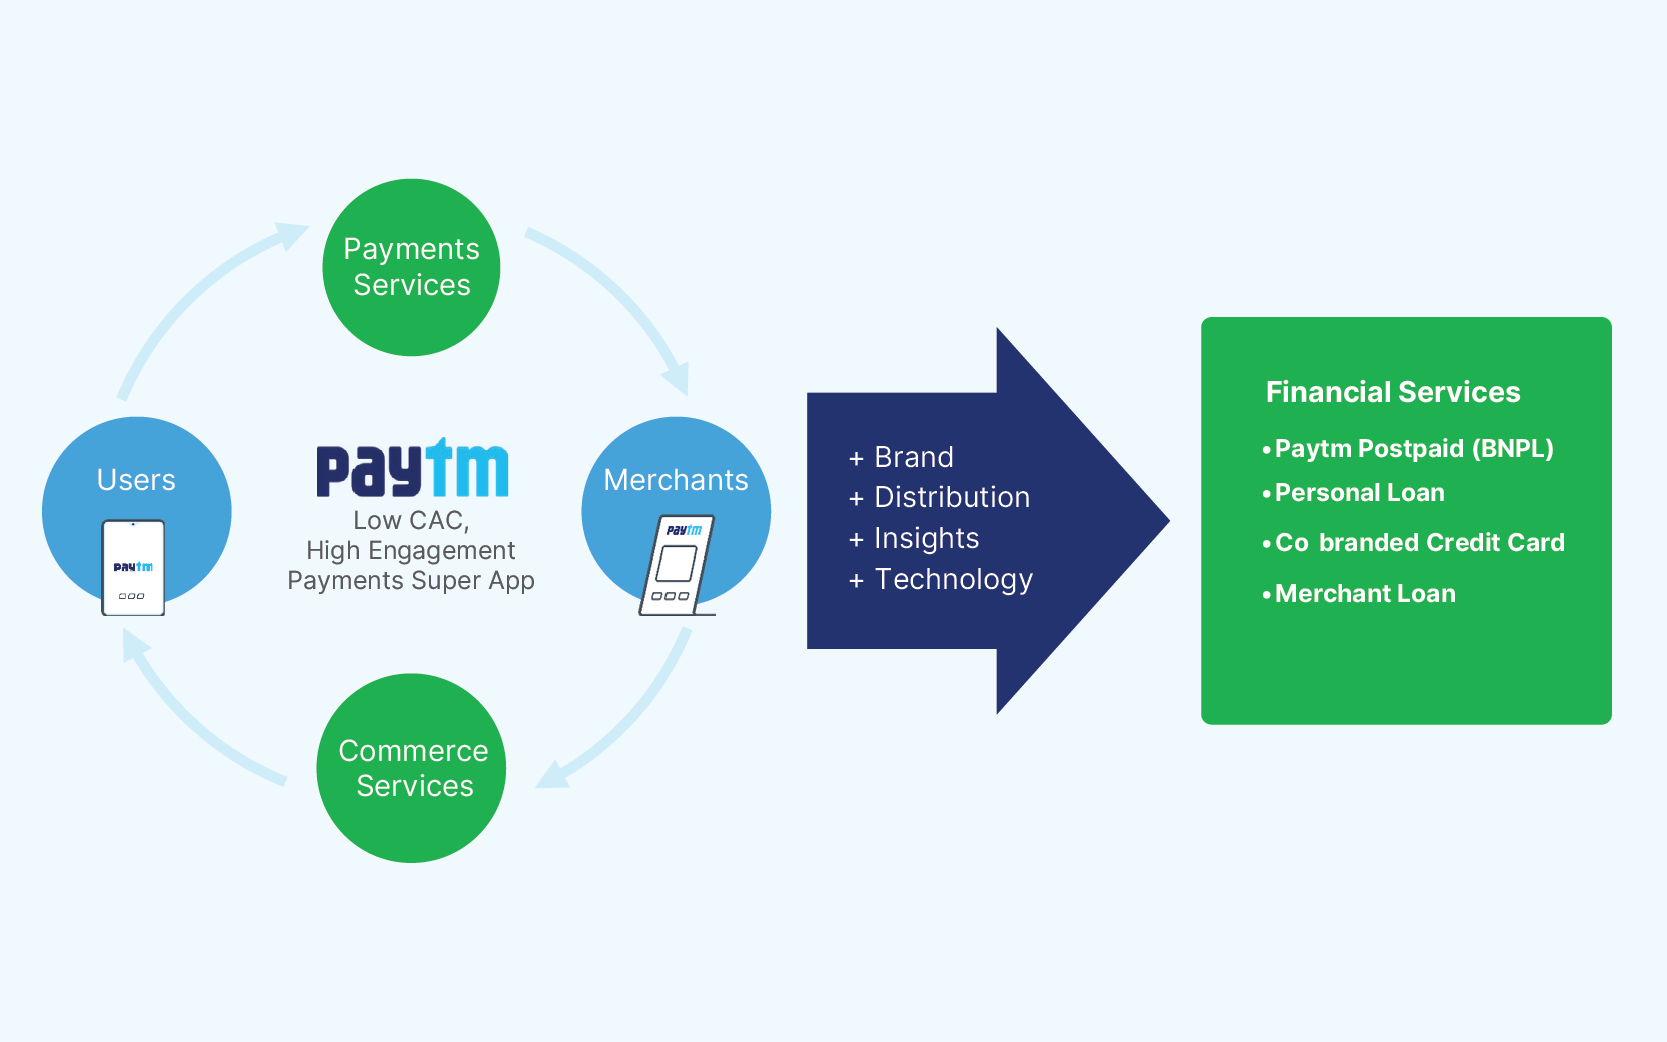 Payments
Services
Users
paytm
paytm
Low CAC,
High Engagement
Payments Super App
Merchants
paytm
Commerce
Services
+ Brand
+ Distribution
+ Insights
+ Technology
Financial Services
•Paytm Postpaid (BNPL)
•Personal Loan
•Co branded Credit Card
•Merchant Loan